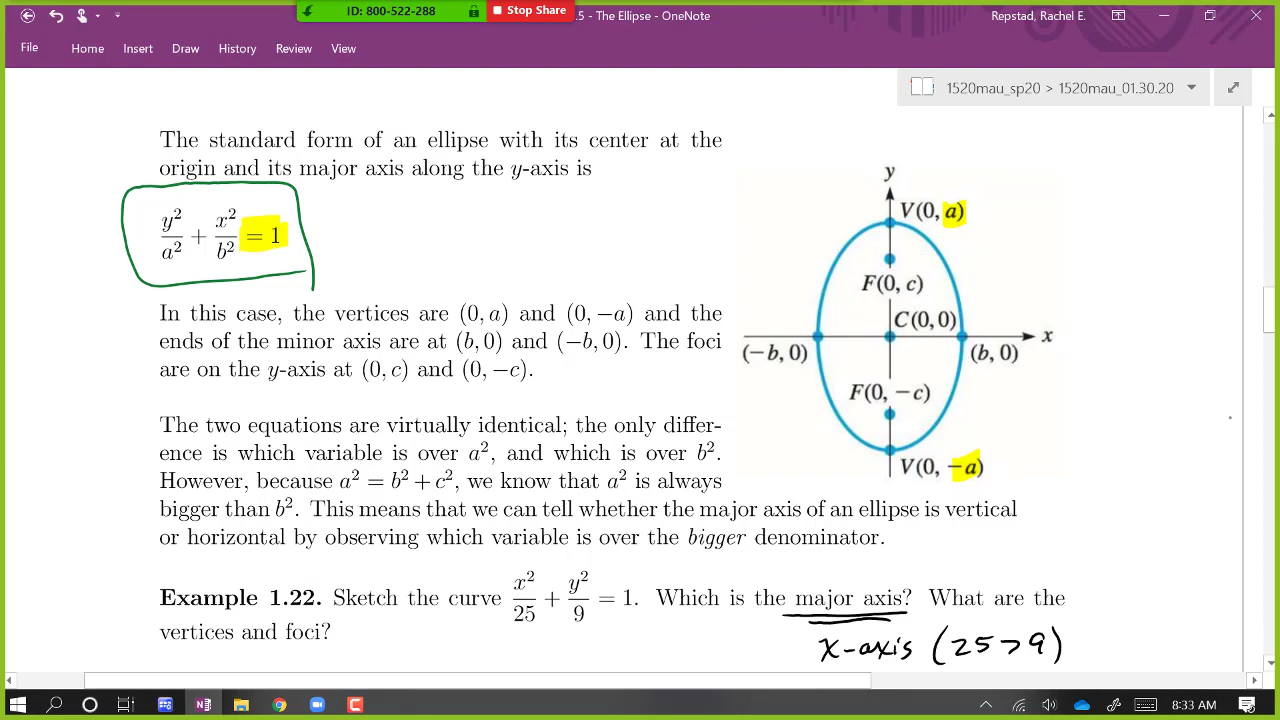 ID: 800-522-288
Stop Share
.5 - The Ellipse - OneNote
Repstad, Rachel E.
File Home Insert Draw History Review View
1520mau_sp20 > 1520mau_01.30.20
The standard form of an ellipse with its center at the
origin and its major axis along the y-axis is
y²/a² + x²/b² = 1
In this case, the vertices are (0, a) and (0, −a) and the
ends of the minor axis are at (b, 0) and (−b, 0). The foci
are on the y-axis at (0, c) and (0, −c).
The two equations are virtually identical; the only differ-
ence is which variable is over a², and which is over b².
However, because a² = b² + c², we know that a² is always
bigger than b². This means that we can tell whether the major axis of an ellipse is vertical
or horizontal by observing which variable is over the bigger denominator.
y
V(0, a)
F(0, c)
C(0, 0)
x
(−b, 0)
(b, 0)
F(0, −c)
V(0, −a)
Example 1.22. Sketch the curve x²/25 + y²/9 = 1. Which is the major axis? What are the
vertices and foci?
x-axis (25>9)
8:33 AM